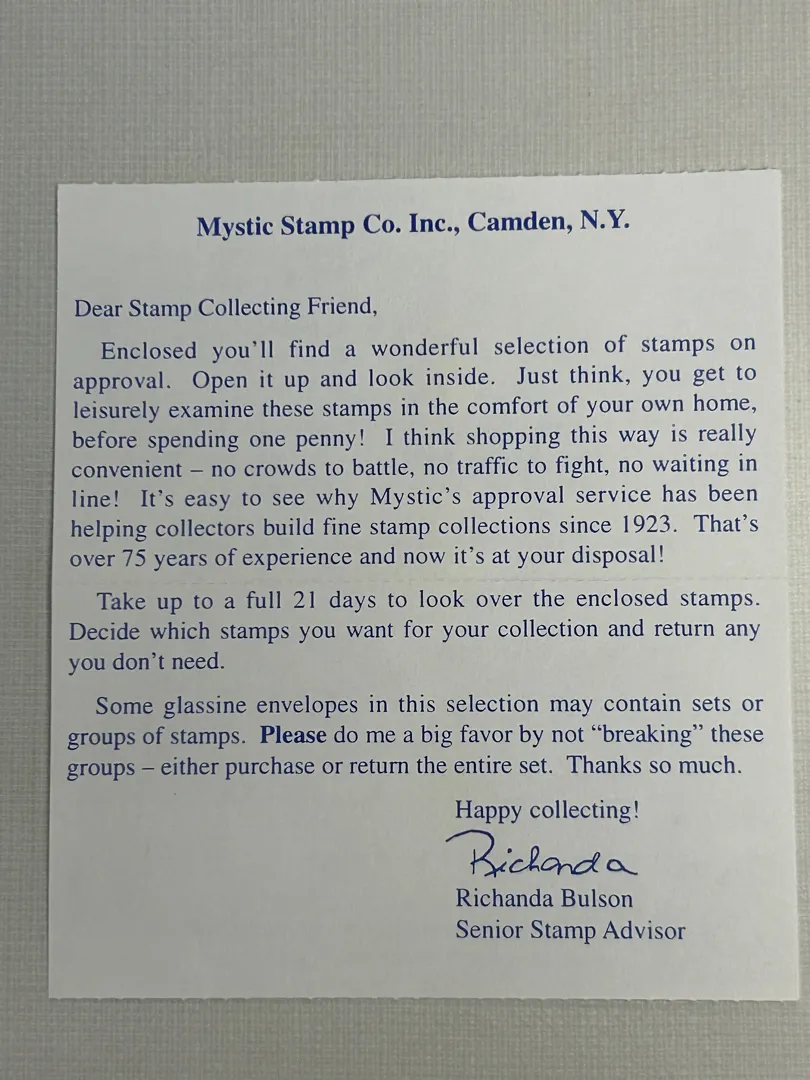 Mystic Stamp Co. Inc., Camden, N.Y.
Dear Stamp Collecting Friend,
Enclosed you'll find a wonderful selection of stamps on
approval. Open it up and look inside. Just think, you get to
leisurely examine these stamps in the comfort of your own home,
before spending one penny! I think shopping this way is really
convenient – no crowds to battle, no traffic to fight, no waiting in
line! It's easy to see why Mystic's approval service has been
helping collectors build fine stamp collections since 1923. That's
over 75 years of experience and now it's at your disposal!
Take up to a full 21 days to look over the enclosed stamps.
Decide which stamps you want for your collection and return any
you don't need.
Some glassine envelopes in this selection may contain sets or
groups of stamps. Please do me a big favor by not “breaking” these
groups – either purchase or return the entire set. Thanks so much.
Happy collecting!
Richanda
Richanda Bulson
Senior Stamp Advisor